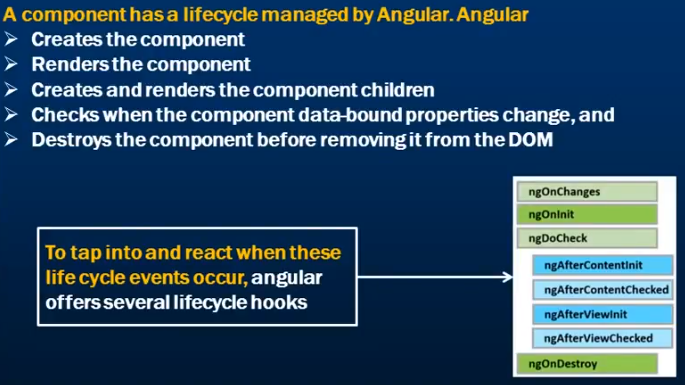 A component has a lifecycle managed by Angular. Angular
Creates the component
Renders the component
Creates and renders the component children
Checks when the component data-bound properties change, and
Destroys the component before removing it from the DOM
To tap into and react when these
life cycle events occur, angular
offers several lifecycle hooks
ngOnChanges
ngOnInit
ngDoCheck
ngAfterContentInit
ngAfterContentChecked
ngAfterViewInit
ngAfterViewChecked
ngOnDestroy